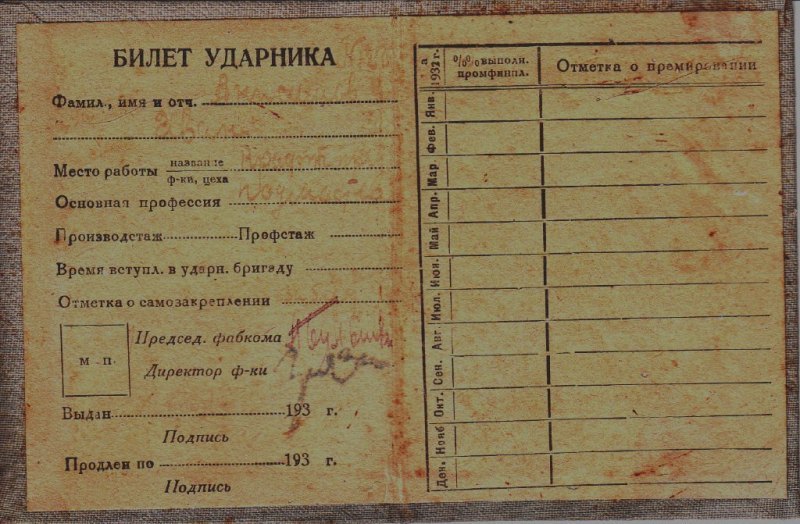 БИЛЕТ УДАРНИКА
Фамил., имя и отч.
Место работы название
ф-ки, цеха
Основная профессия
Производстаж Профстаж
Время вступл. в ударн. бригаду
Отметка о самозакреплении
м п. Председ. фабкома
Директор ф-ки
Выдан 193 г.
Подпись
Продлен по 193 г.
Подпись
а 1932 г. % % выполн. промфинпл. Отметка о премировании
Янв.
Фев.
Мар
Апр.
Май
Июн.
Июл.
Авг.
Сен.
Окт.
Нояб
Дек.